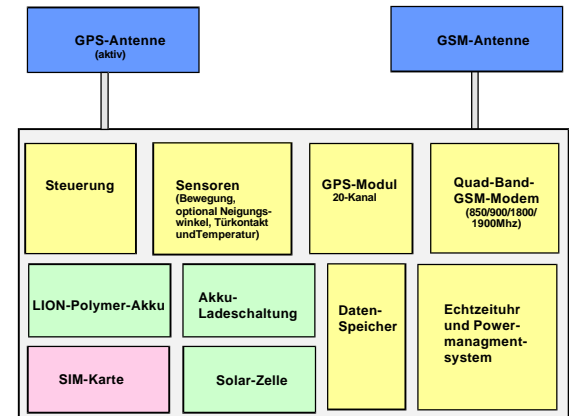 GPS-Antenne
(aktiv)
GSM-Antenne
Steuerung
Sensoren
(Bewegung,
optional Neigungs-
winkel, Türkontakt
undTemperatur)
GPS-Modul
20-Kanal
Quad-Band-
GSM-Modem
(850/900/1800/
1900Mhz)
LION-Polymer-Akku
Akku-
Ladeschaltung
Daten-
Speicher
Echtzeituhr
und Power-
managment-
system
SIM-Karte
Solar-Zelle